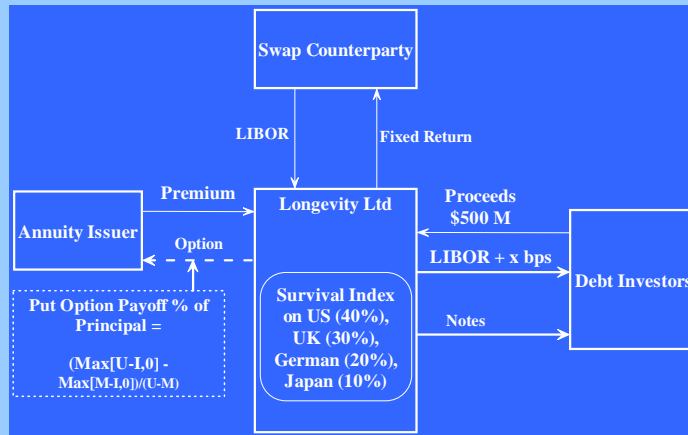 Swap Counterparty
LIBOR
Fixed Return
Premium
Annuity Issuer
Option
Longevity Ltd
Proceeds
$500 M
LIBOR + x bps
Debt Investors
Notes
Survival Index
on US (40%),
UK (30%),
German (20%),
Japan (10%)
Put Option Payoff % of
Principal =
(Max[U-I,0] -
Max[M-I,0])/(U-M)